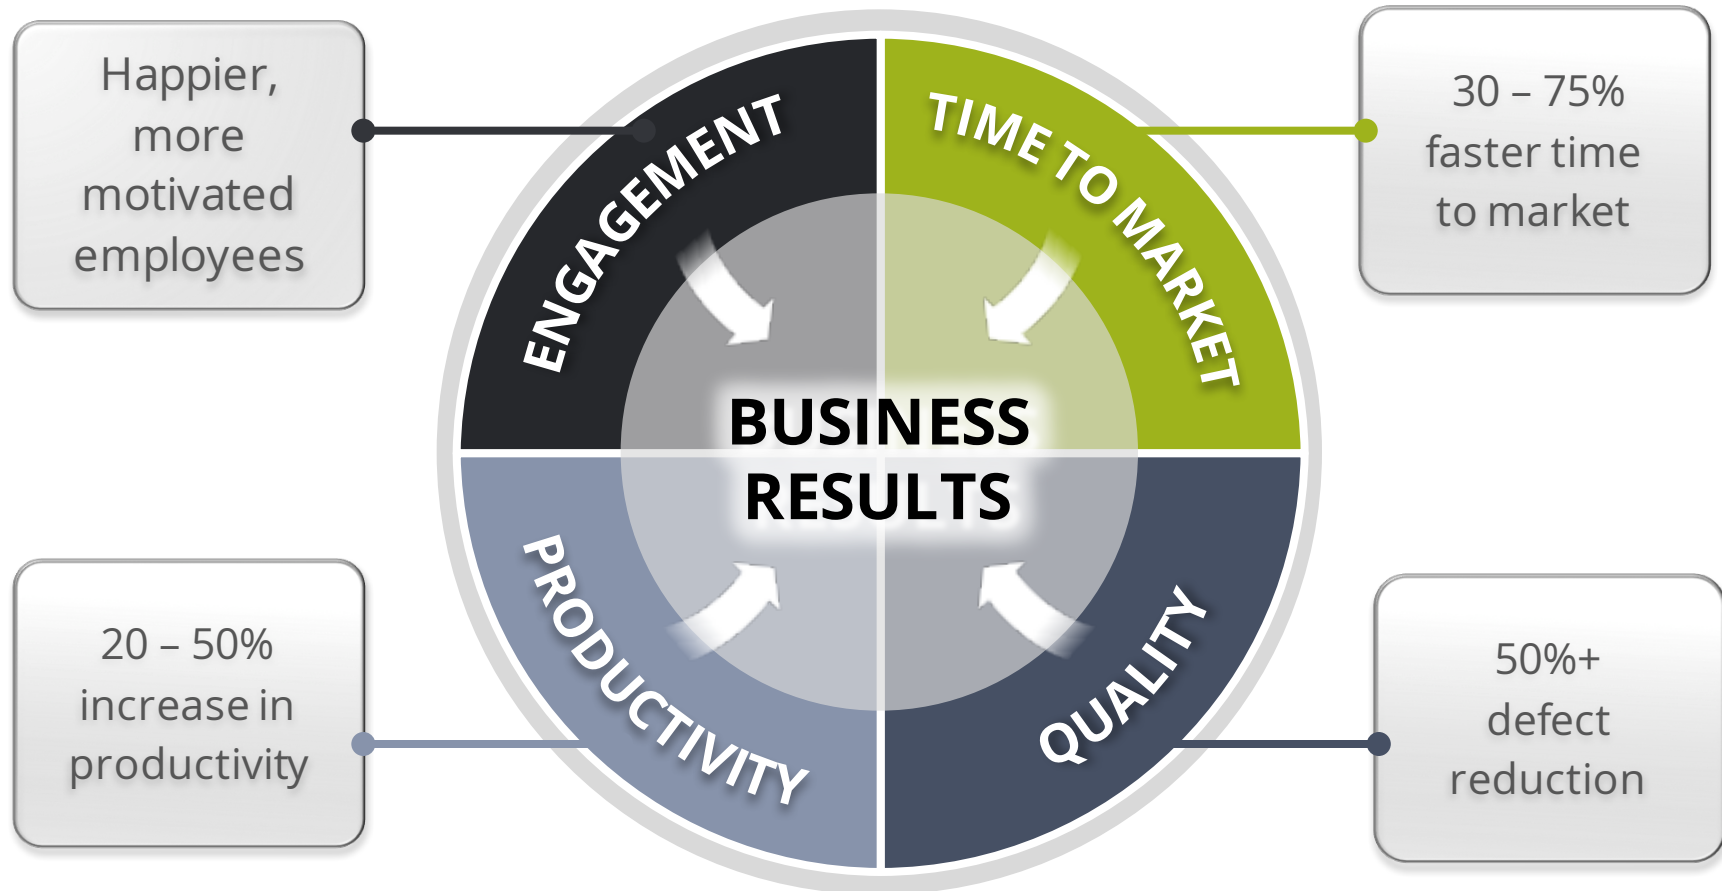 Happier,
more
motivated
employees
ENGAGEMENT
TIME TO MARKET
30 – 75%
faster time
to market
BUSINESS
RESULTS
20 – 50%
increase in
productivity
PRODUCTIVITY
QUALITY
50%+
defect
reduction